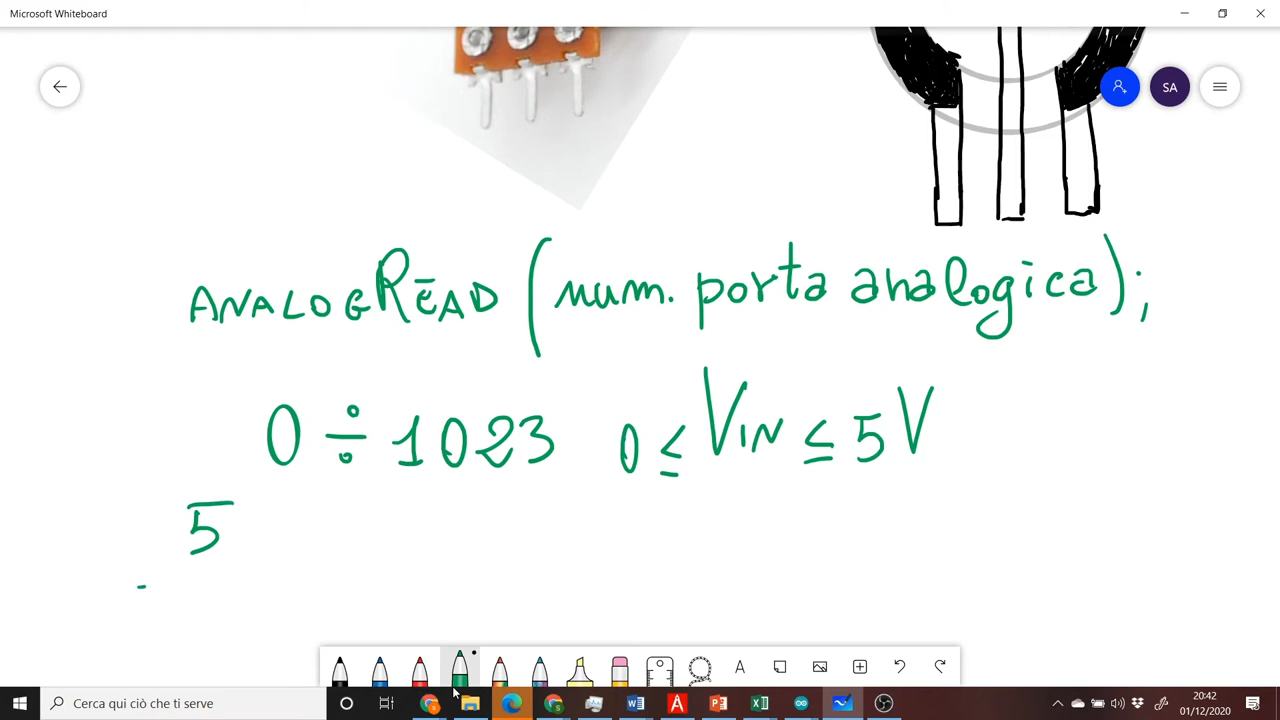 Microsoft Whiteboard
SA
ANALOGREAD (num. porta analogica);
0 ÷ 1023 0 ≤ VIN ≤ 5 V
5
A
Cerca qui ciò che ti serve
20:42
01/12/2020